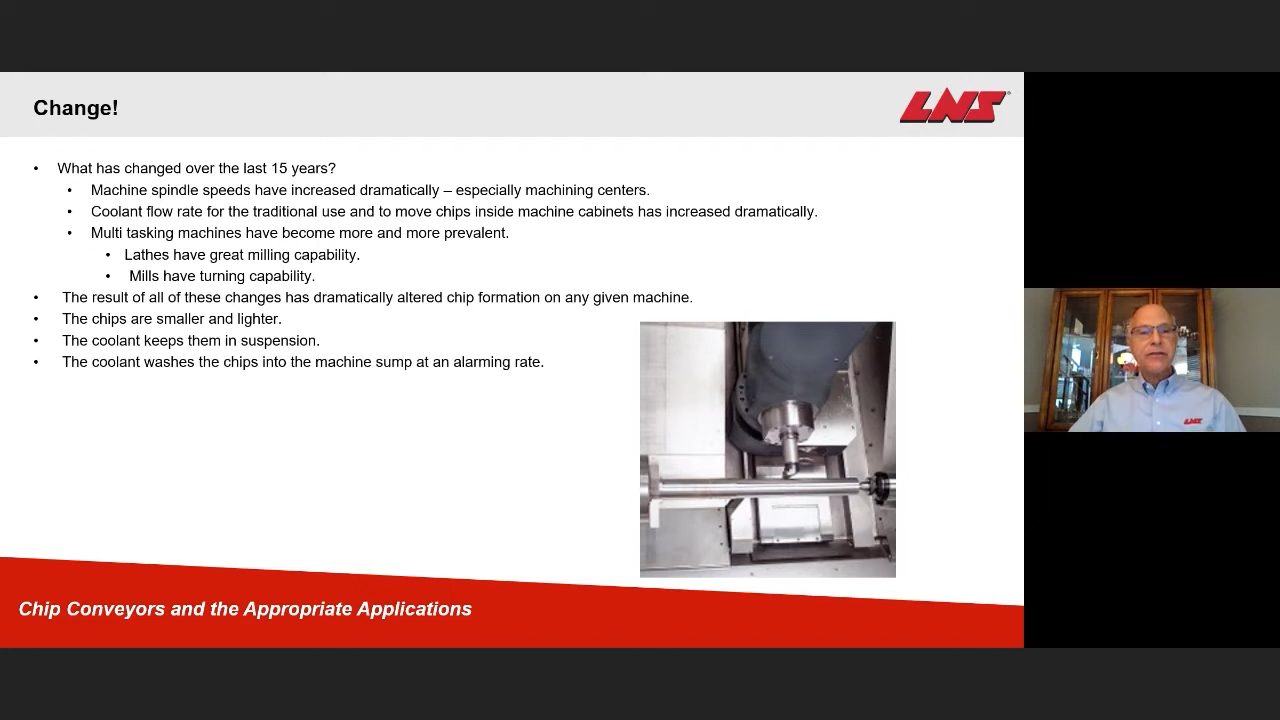 Change!
LNS®
• What has changed over the last 15 years?
• Machine spindle speeds have increased dramatically – especially machining centers.
• Coolant flow rate for the traditional use and to move chips inside machine cabinets has increased dramatically.
• Multi tasking machines have become more and more prevalent.
• Lathes have great milling capability.
• Mills have turning capability.
• The result of all of these changes has dramatically altered chip formation on any given machine.
• The chips are smaller and lighter.
• The coolant keeps them in suspension.
• The coolant washes the chips into the machine sump at an alarming rate.
LNS
Chip Conveyors and the Appropriate Applications